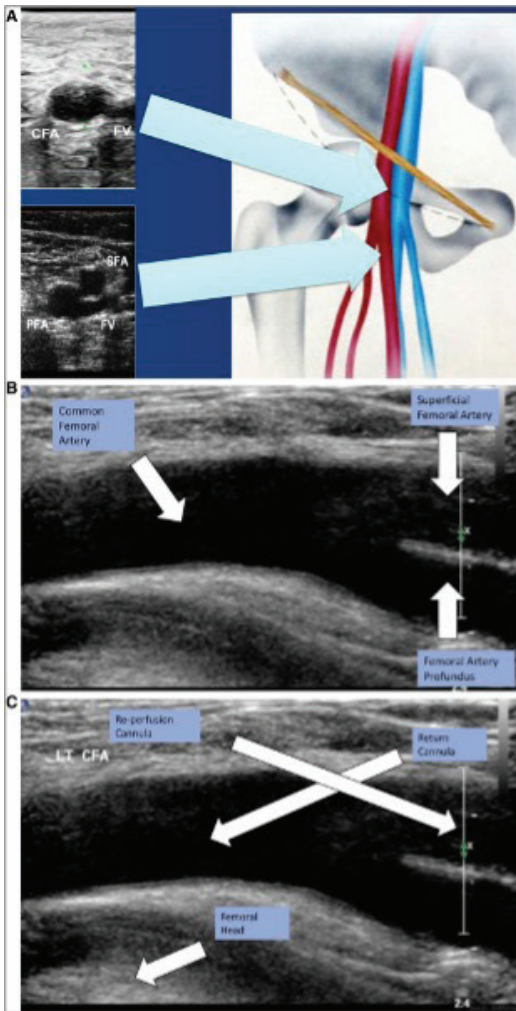 A
CFA
FV
SFA
PFA
FV
B
Common
Femoral
Artery
Superficial
Femoral Artery
x
Femoral Artery
Profundus
C
Re-perfusion
Cannula
Return
Cannula
LT CFA
x
Femoral
Head
2.4